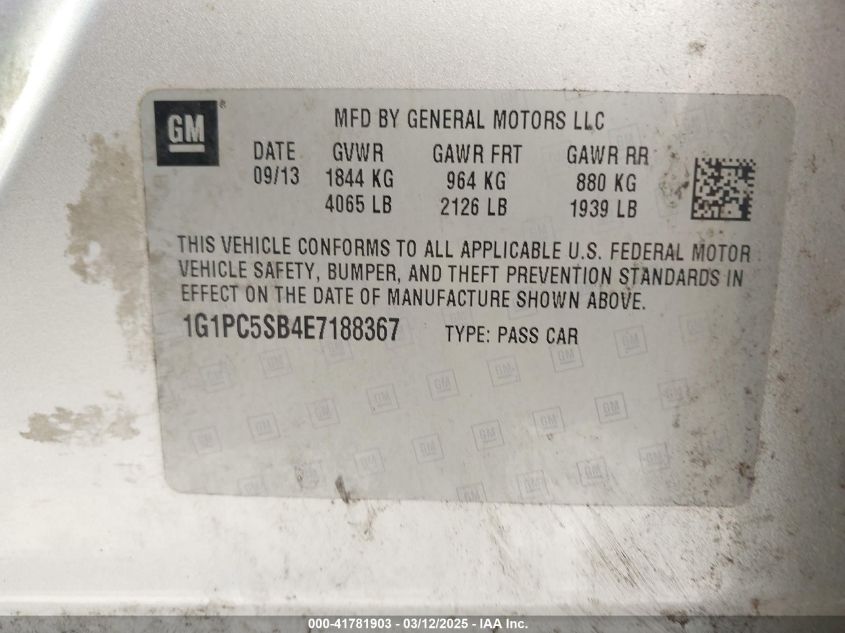 GM®
MFD BY GENERAL MOTORS LLC
DATE GVWR GAWR FRT GAWR RR
09/13 1844 KG 964 KG 880 KG
4065 LB 2126 LB 1939 LB
THIS VEHICLE CONFORMS TO ALL APPLICABLE U.S. FEDERAL MOTOR
VEHICLE SAFETY, BUMPER, AND THEFT PREVENTION STANDARDS IN
EFFECT ON THE DATE OF MANUFACTURE SHOWN ABOVE.
1G1PC5SB4E7188367 TYPE: PASS CAR
000-41781903 - 03/12/2025 - IAA Inc.